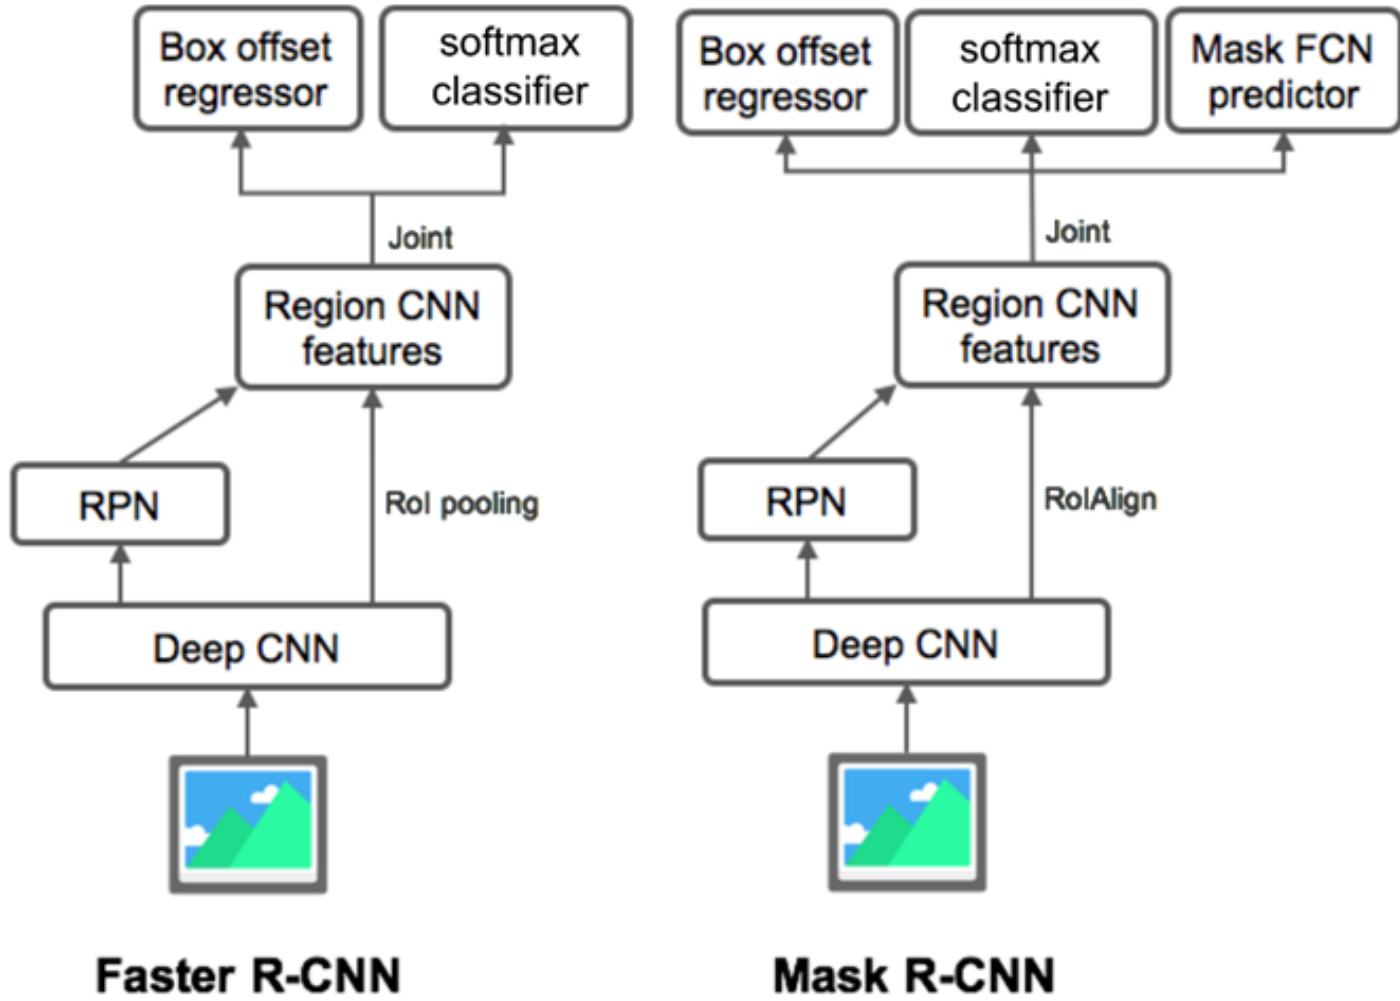 Box offset
regressor
softmax
classifier
Joint
Region CNN
features
RPN
RoI pooling
Deep CNN
Faster R-CNN
Box offset
regressor
softmax
classifier
Mask FCN
predictor
Joint
Region CNN
features
RPN
RoIAlign
Deep CNN
Mask R-CNN